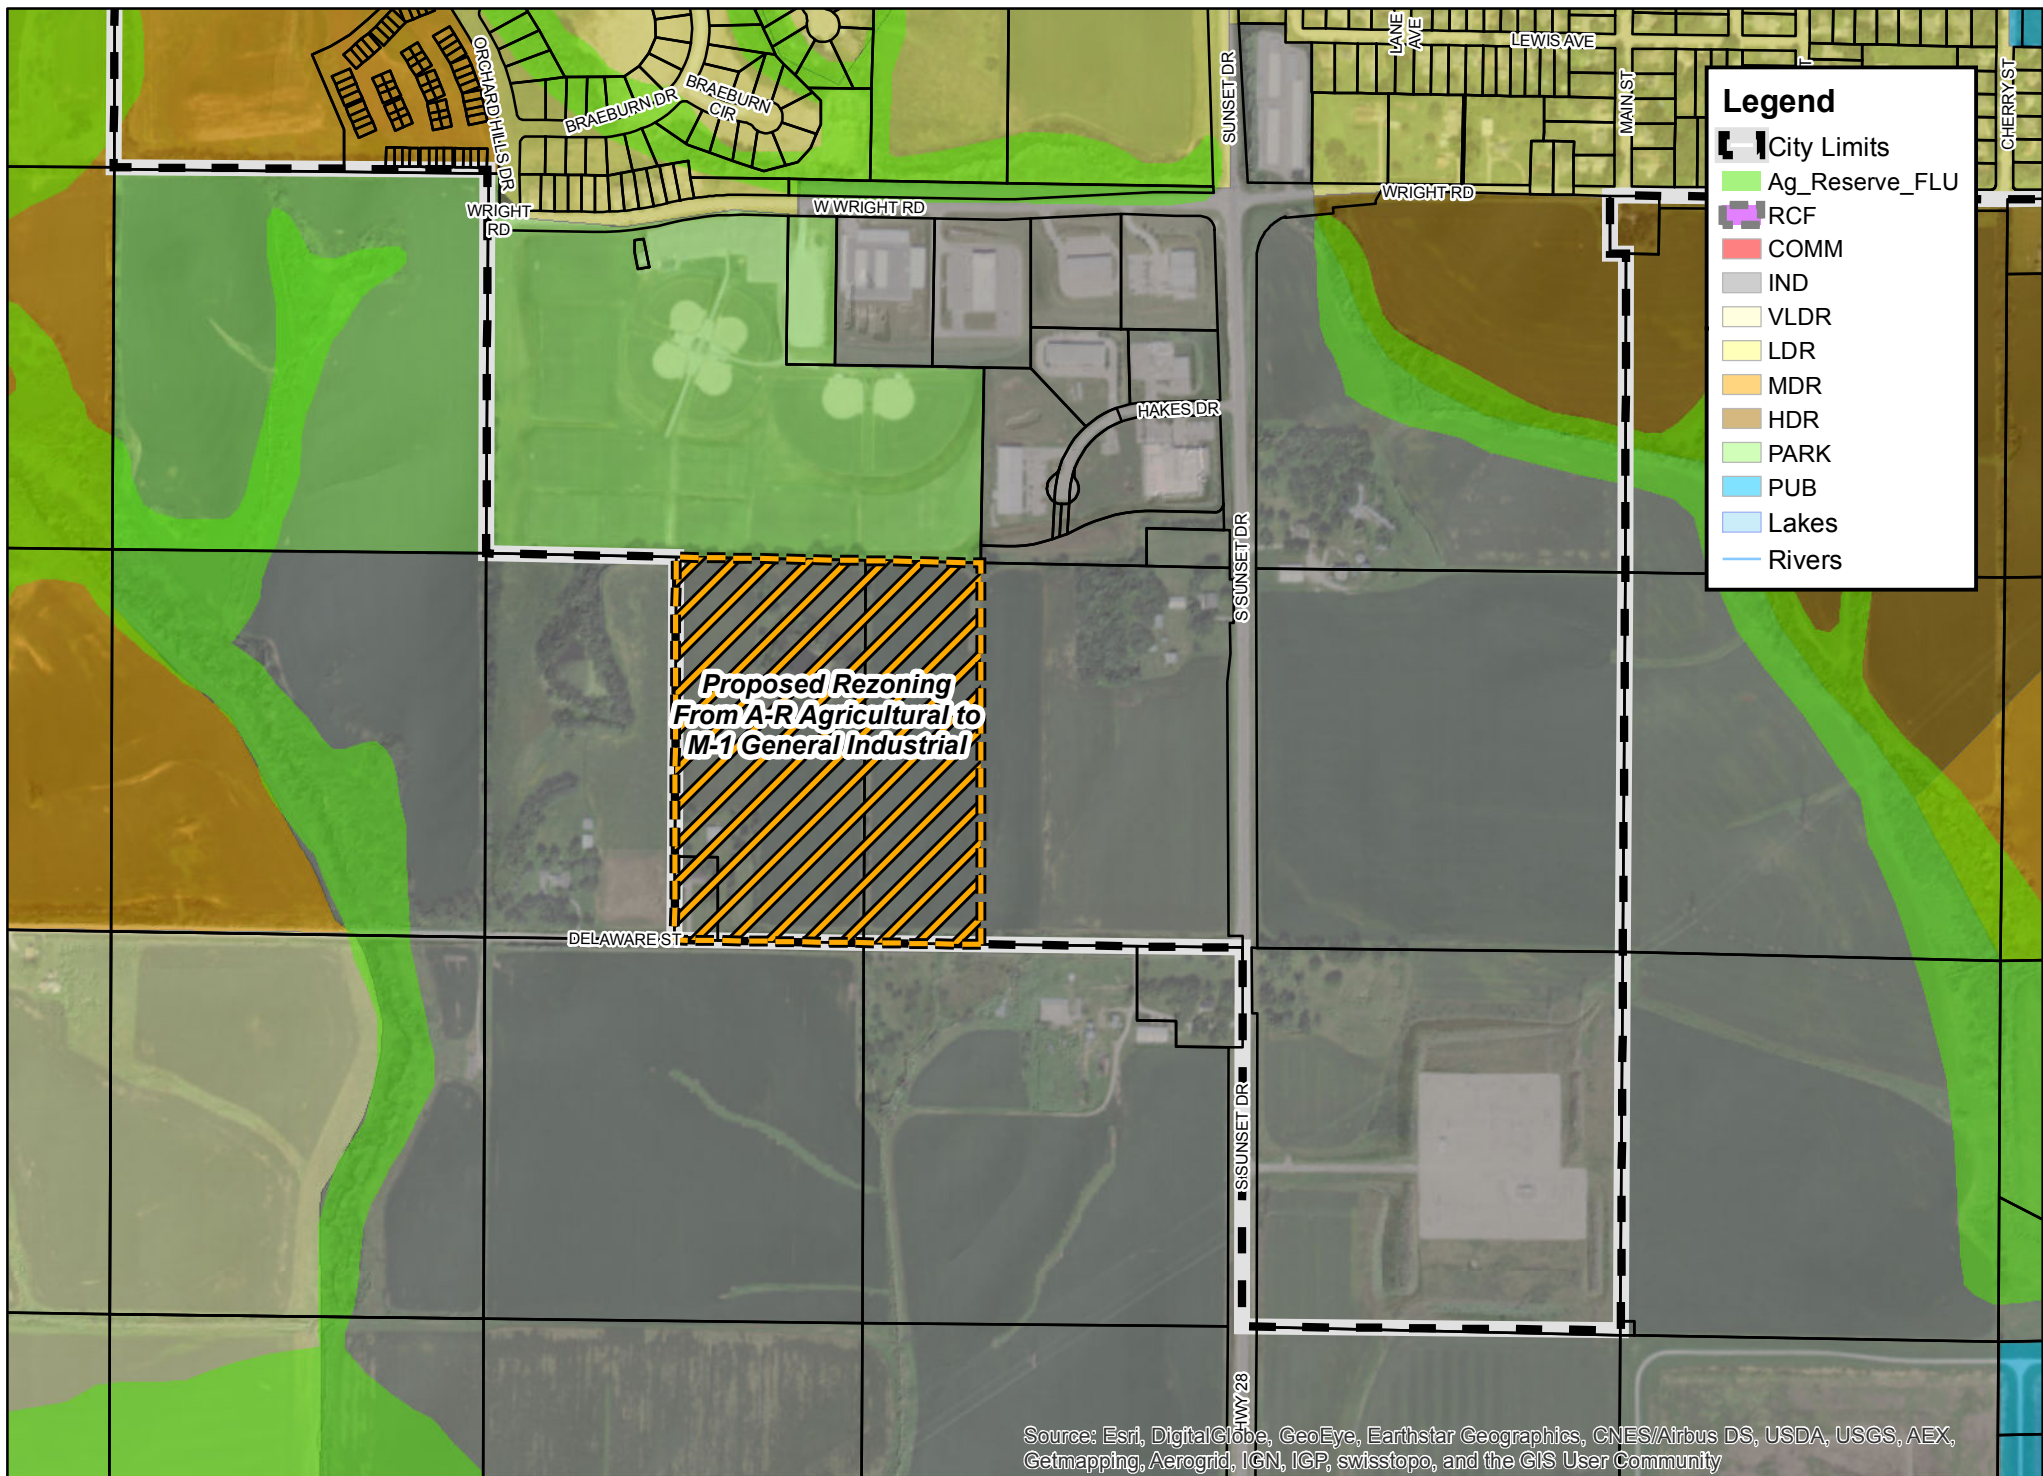 LANE
AVE
LEWIS AVE
ORCHARD HILLS DR
BRAEBURN DR
BRAEBURN
CIR
SUNSET DR
MAIN ST
T
CHERRY ST
WRIGHT
RD
W WRIGHT RD
WRIGHT RD
HAKES DR
S SUNSET DR
Legend
City Limits
Ag_Reserve_FLU
RCF
COMM
IND
VLDR
LDR
MDR
HDR
PARK
PUB
Lakes
Rivers
Proposed Rezoning
From A-R Agricultural to
M-1 General Industrial
DELAWARE ST
S SUNSET DR
HWY 28
Source: Esri, DigitalGlobe, GeoEye, Earthstar Geographics, CNES/Airbus DS, USDA, USGS, AEX,
Getmapping, Aerogrid, IGN, IGP, swisstopo, and the GIS User Community